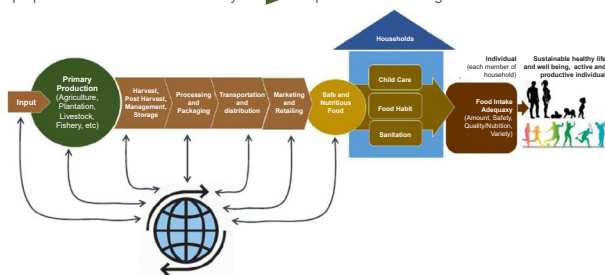 Households
Input
Primary
Production
(Agriculture,
Plantation,
Livestock,
Fishery, etc)
Harvest,
Post Harvest,
Management,
Storage
Processing
and
Packaging
Transportation
and
distribution
Marketing
and
Retailing
Safe and
Nutritious
Food
Child Care
Food Habit
Sanitation
Individual
(each member of
household)
Food Intake
Adequacy
(Amount, Safety,
Quality/Nutrition,
Variety)
Sustainable healthy life
and well being, active and
productive individual